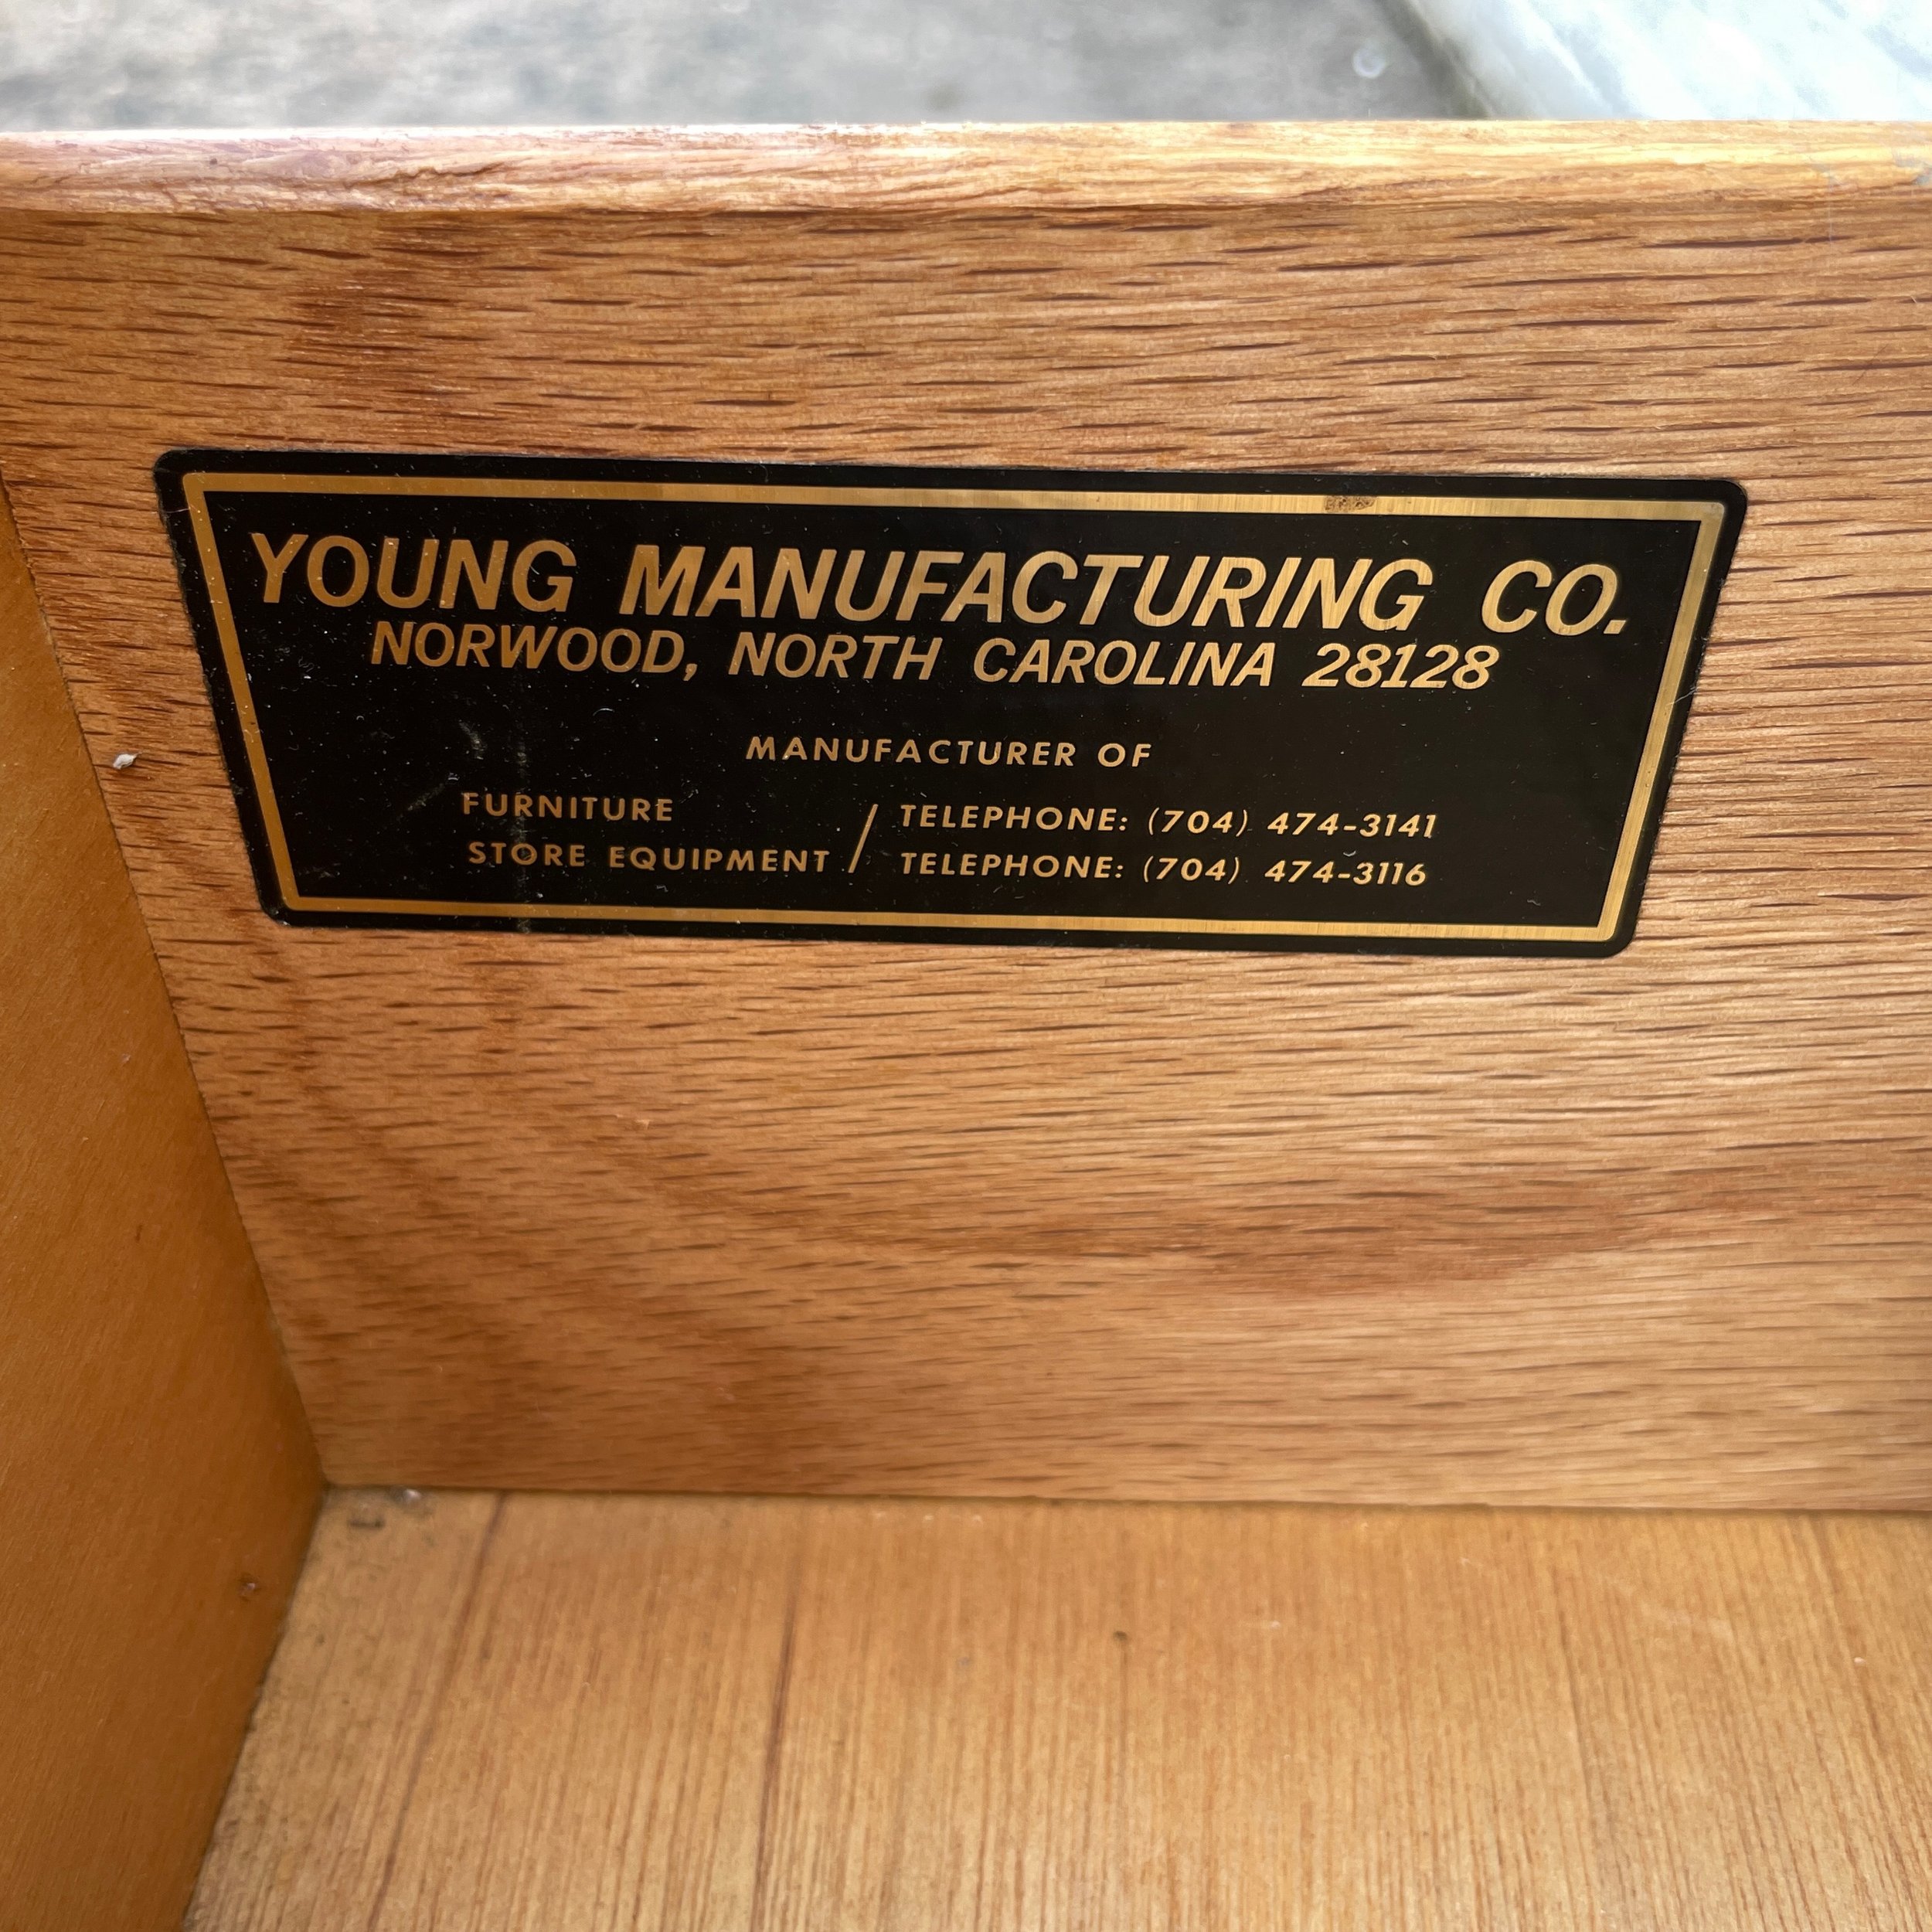 YOUNG MANUFACTURING CO.
NORWOOD, NORTH CAROLINA 28128
MANUFACTURER OF
FURNITURE / TELEPHONE: (704) 474-3141
STORE EQUIPMENT / TELEPHONE: (704) 474-3116